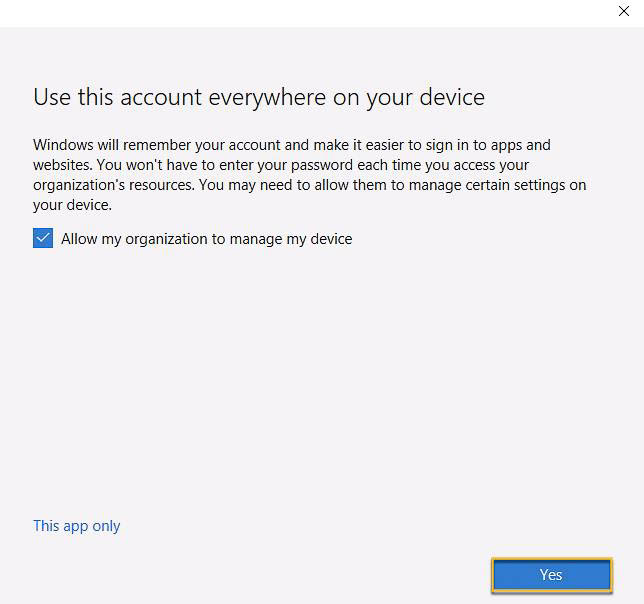 Use this account everywhere on your device
Windows will remember your account and make it easier to sign in to apps and
websites. You won't have to enter your password each time you access your
organization's resources. You may need to allow them to manage certain settings on
your device.
Allow my organization to manage my device
This app only
Yes